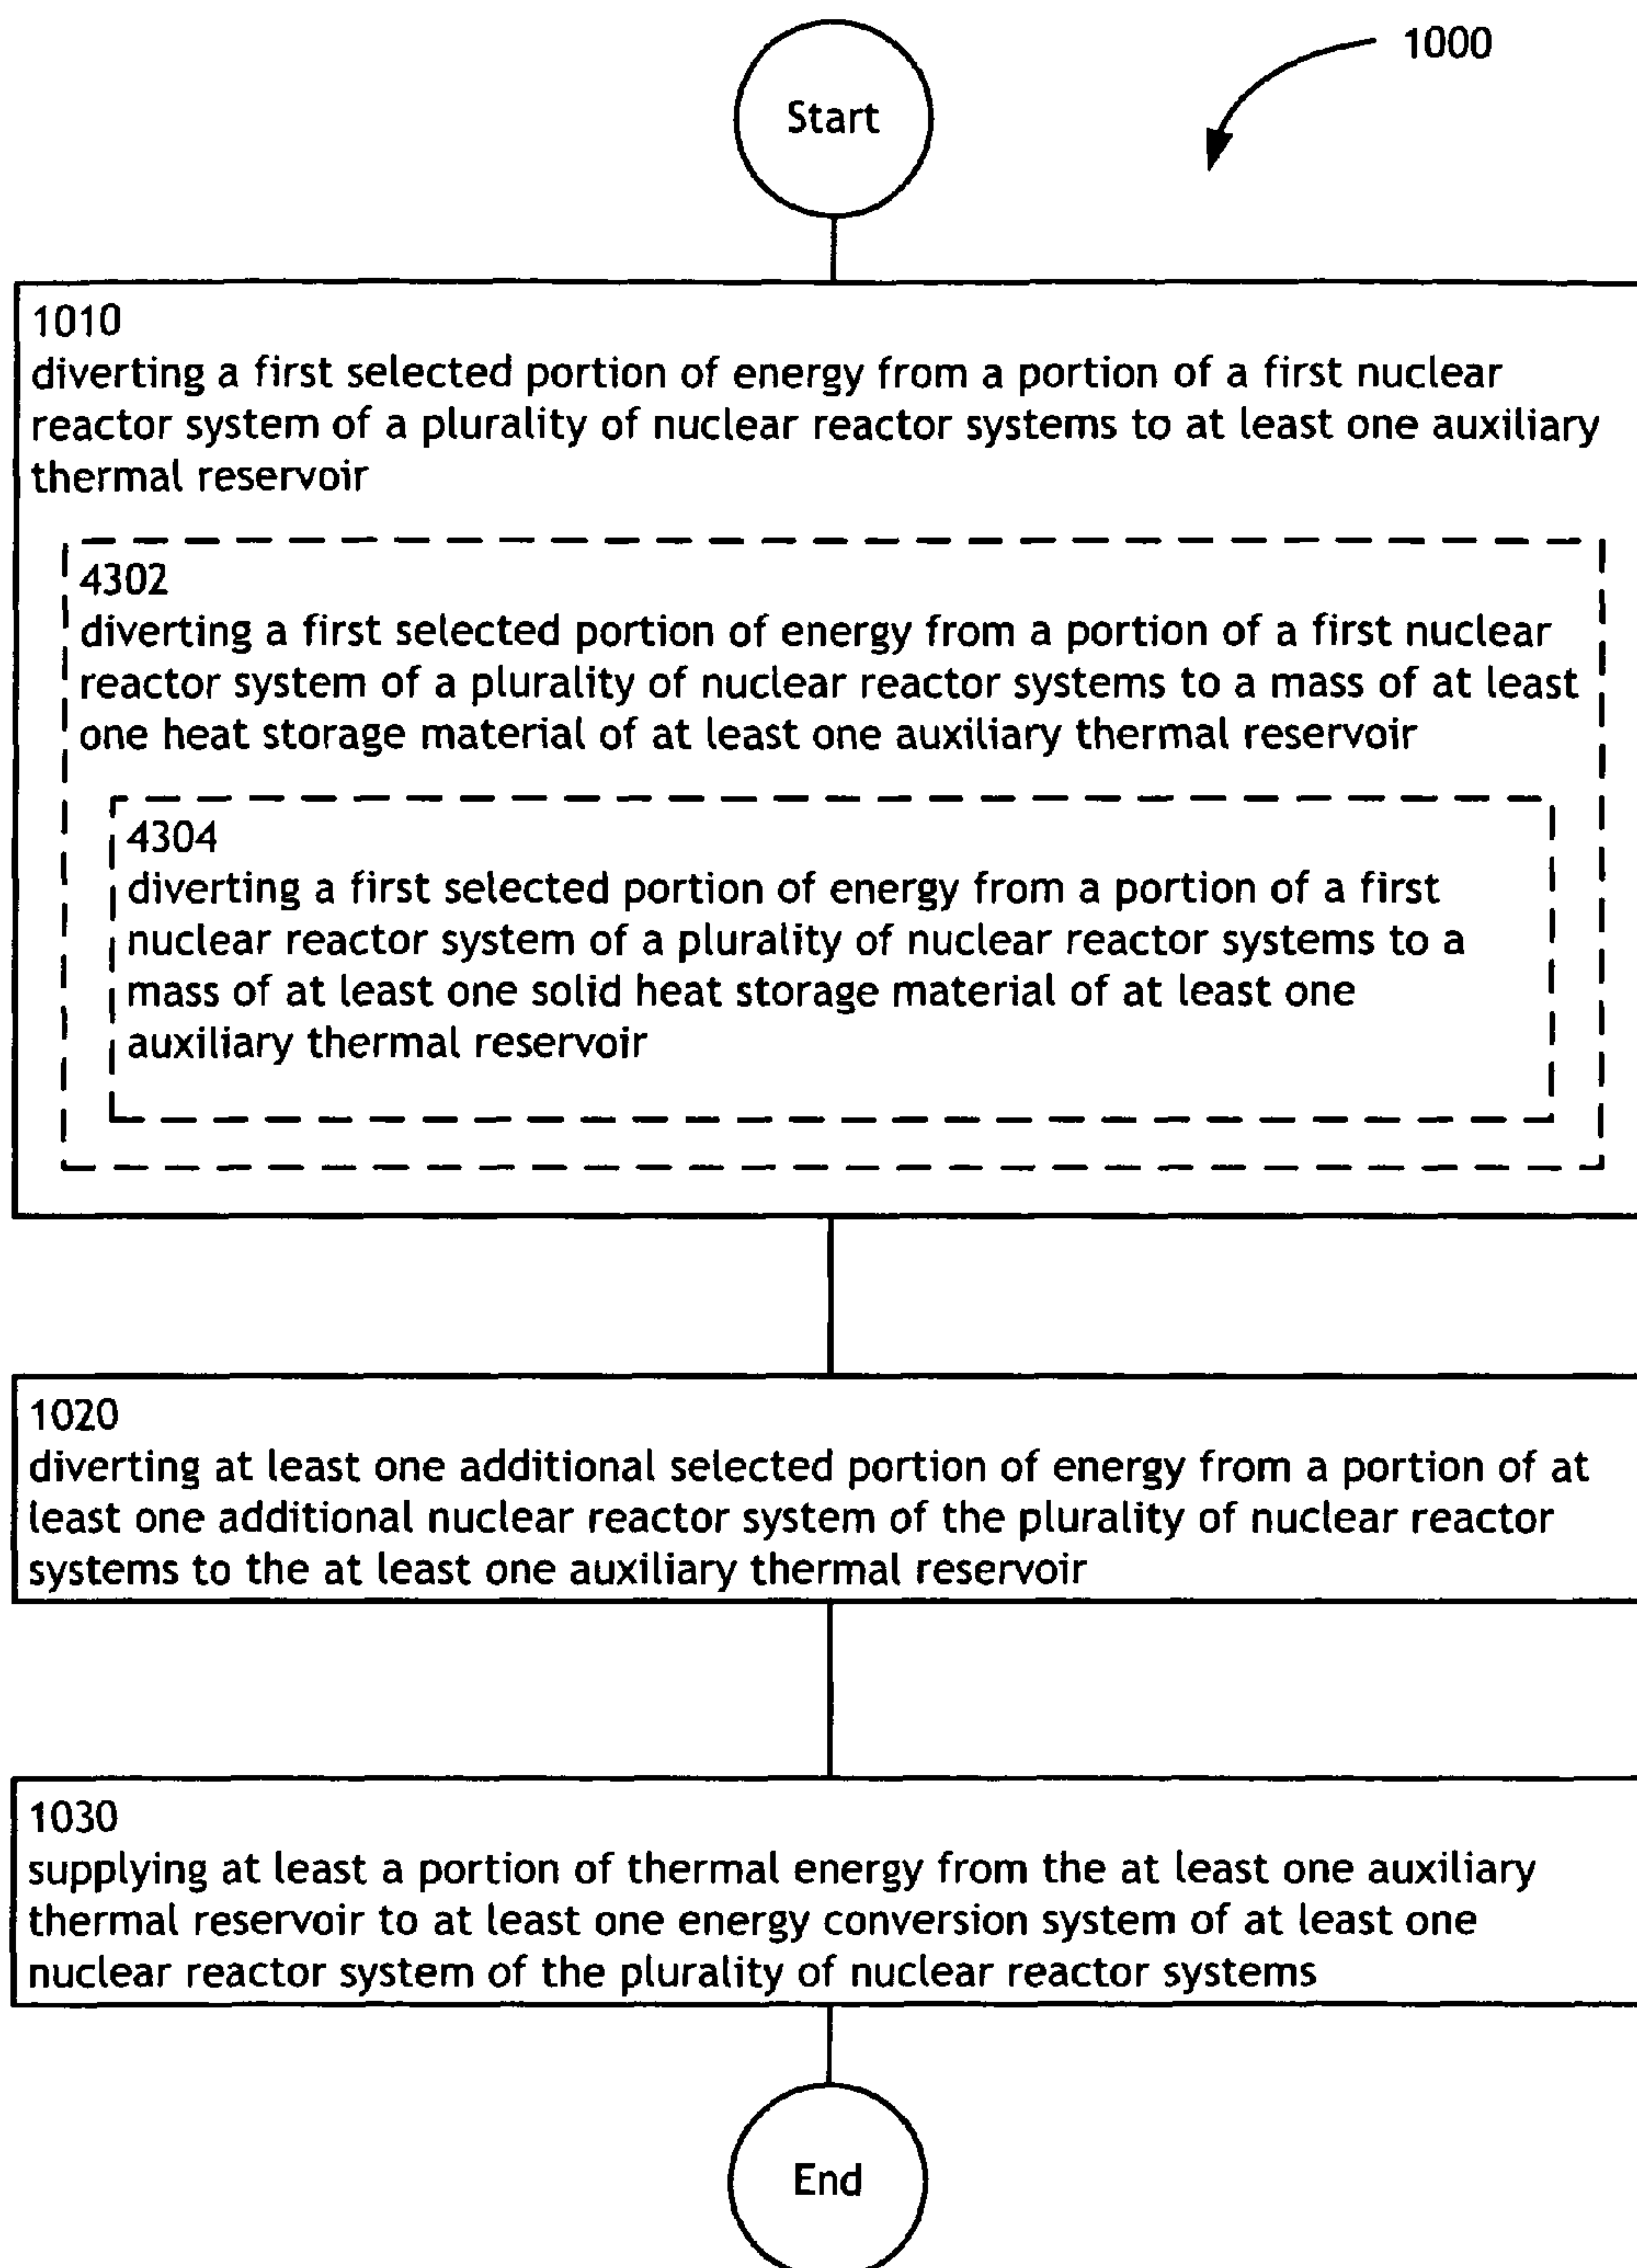 1000
Start
1010
diverting a first selected portion of energy from a portion of a first nuclear
reactor system of a plurality of nuclear reactor systems to at least one auxiliary
thermal reservoir
4302
diverting a first selected portion of energy from a portion of a first nuclear
reactor system of a plurality of nuclear reactor systems to a mass of at least
one heat storage material of at least one auxiliary thermal reservoir
4304
diverting a first selected portion of energy from a portion of a first
nuclear reactor system of a plurality of nuclear reactor systems to a
mass of at least one solid heat storage material of at least one
auxiliary thermal reservoir
1020
diverting at least one additional selected portion of energy from a portion of at
least one additional nuclear reactor system of the plurality of nuclear reactor
systems to the at least one auxiliary thermal reservoir
1030
supplying at least a portion of thermal energy from the at least one auxiliary
thermal reservoir to at least one energy conversion system of at least one
nuclear reactor system of the plurality of nuclear reactor systems
End